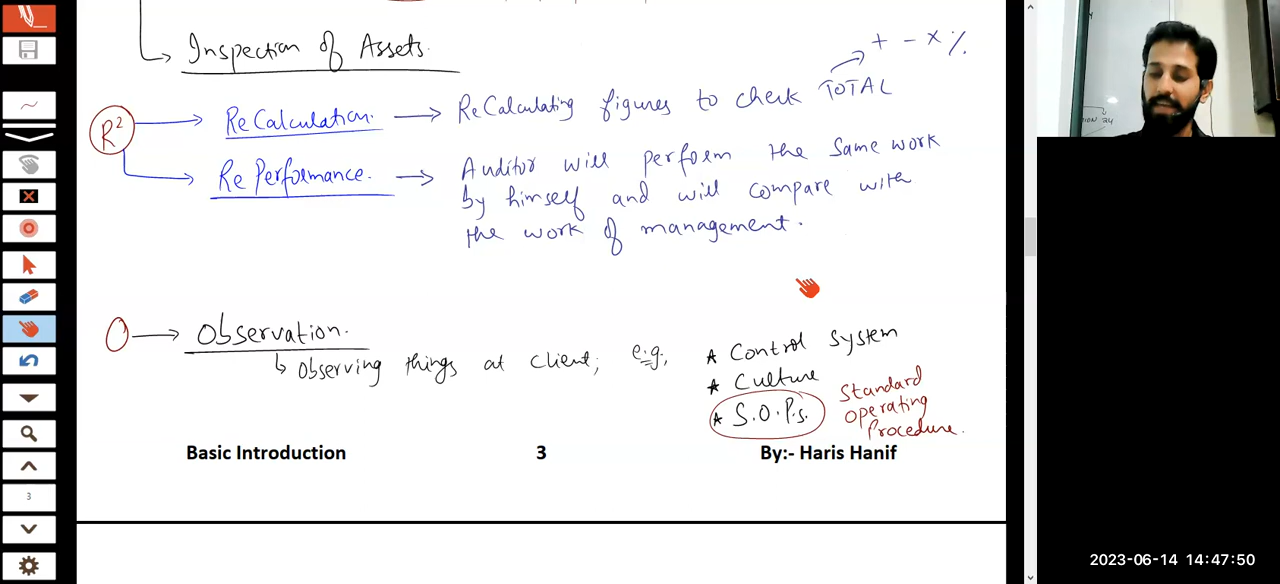 Inspection of Assets.
+ - × %
R² → ReCalculation. → ReCalculating figures to check TOTAL
→ RePerformance. → Auditor will perform the same work
by himself and will compare with
the work of management.
O → Observation.
↳ observing things at client; e.g;
* Control System
* Culture
* S.O.P.s.
Standard
Operating
Procedure.
Basic Introduction 3 By:- Haris Hanif
3
2023-06-14 14:47:50